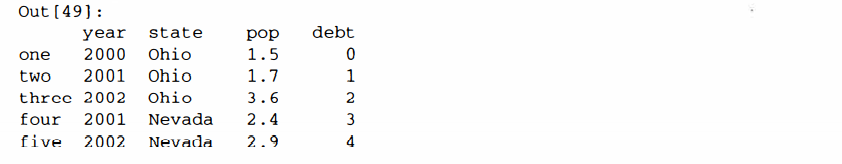 Out[49]:
year state pop debt
one 2000 Ohio 1.5 0
two 2001 Ohio 1.7 1
three 2002 Ohio 3.6 2
four 2001 Nevada 2.4 3
five 2002 Nevada 2.9 4